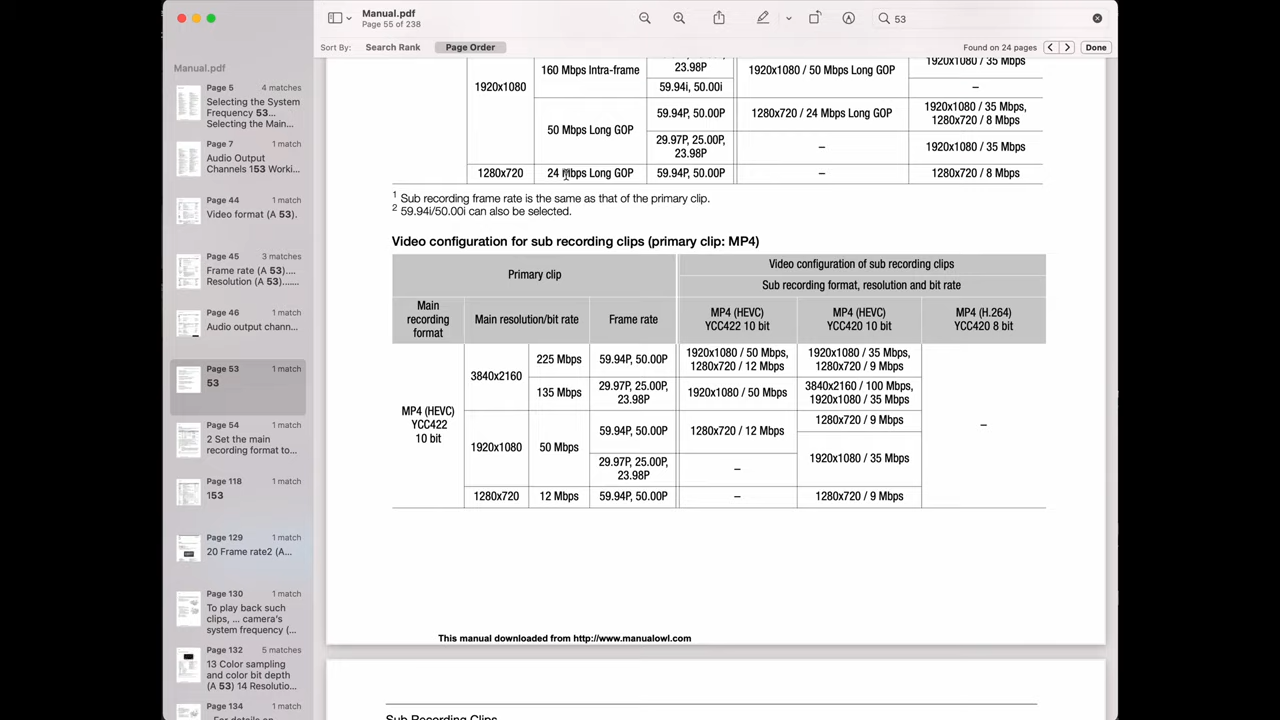 Manual.pdf
Page 55 of 238
53
Sort By:
Search Rank
Page Order
Found on 24 pages
Done
Manual.pdf
Page 5
4 matches
Selecting the System
Frequency 53...
Selecting the Main...
Page 7
1 match
Audio Output
Channels 153 Worki...
Page 44
1 match
Video format (A 53).
Page 45
3 matches
Frame rate (A 53)....
Resolution (A 53).......
Page 46
1 match
Audio output chann...
Page 53
1 match
53
Page 54
1 match
2 Set the main
recording format to...
Page 118
1 match
153
Page 129
1 match
20 Frame rate2 (A...
Page 130
1 match
To play back such
clips, ... camera's
system frequency (...
Page 132
5 matches
13 Color sampling
and color bit depth
(A 53) 14 Resolutio...
Page 134
1 match
1920x1080
160 Mbps Intra-frame
23.98P
1920x1080 / 50 Mbps Long GOP
1920x1080 / 35 Mbps
59.94i, 50.00i
–
50 Mbps Long GOP
59.94P, 50.00P
1280x720 / 24 Mbps Long GOP
1920x1080 / 35 Mbps,
1280x720 / 8 Mbps
29.97P, 25.00P,
23.98P
–
1920x1080 / 35 Mbps
1280x720
24 Mbps Long GOP
59.94P, 50.00P
–
1280x720 / 8 Mbps
1 Sub recording frame rate is the same as that of the primary clip.
2 59.94i/50.00i can also be selected.
Video configuration for sub recording clips (primary clip: MP4)
Primary clip
Video configuration of sub recording clips
Sub recording format, resolution and bit rate
Main
recording
format
Main resolution/bit rate
Frame rate
MP4 (HEVC)
YCC422 10 bit
MP4 (HEVC)
YCC420 10 bit
MP4 (H.264)
YCC420 8 bit
MP4 (HEVC)
YCC422
10 bit
3840x2160
225 Mbps
59.94P, 50.00P
1920x1080 / 50 Mbps,
1280x720 / 12 Mbps
1920x1080 / 35 Mbps,
1280x720 / 9 Mbps
–
135 Mbps
29.97P, 25.00P,
23.98P
1920x1080 / 50 Mbps
3840x2160 / 100 Mbps,
1920x1080 / 35 Mbps
1920x1080
50 Mbps
59.94P, 50.00P
1280x720 / 12 Mbps
1280x720 / 9 Mbps
1920x1080 / 35 Mbps
29.97P, 25.00P,
23.98P
–
1280x720
12 Mbps
59.94P, 50.00P
–
1280x720 / 9 Mbps
This manual downloaded from http://www.manualowl.com
Sub Recording Clips